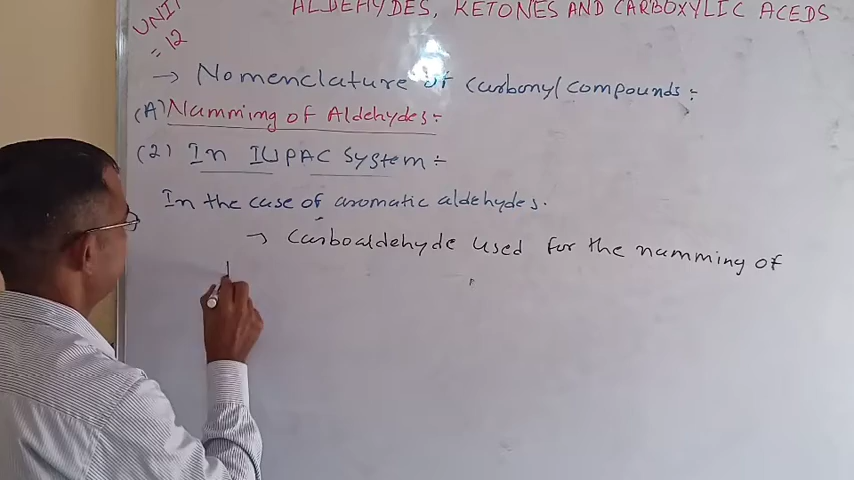 UNIT
= 12
ALDEHYDES, KETONES AND CARBOXYLIC ACEDS
→ Nomenclature of carbonyl compounds:
(A) Namming of Aldehydes:
(2) In IUPAC System:
In the case of aromatic aldehydes.
→ Carboaldehyde used for the namming of